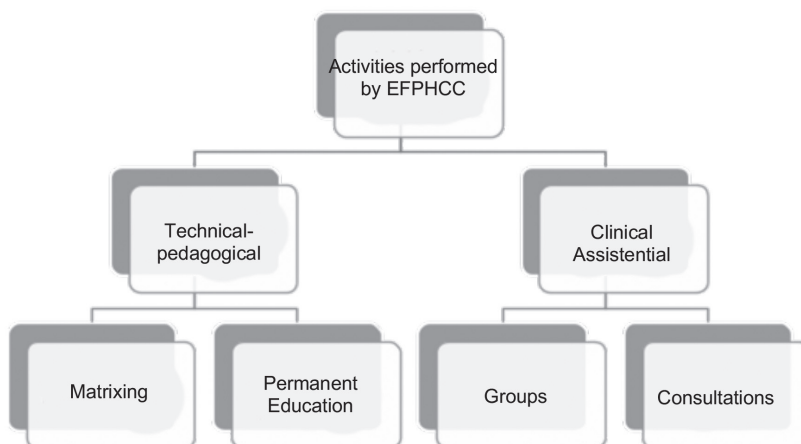 Activities performed
by EFPHCC
Technical-
pedagogical
Clinical
Assistential
Matrixing
Permanent
Education
Groups
Consultations